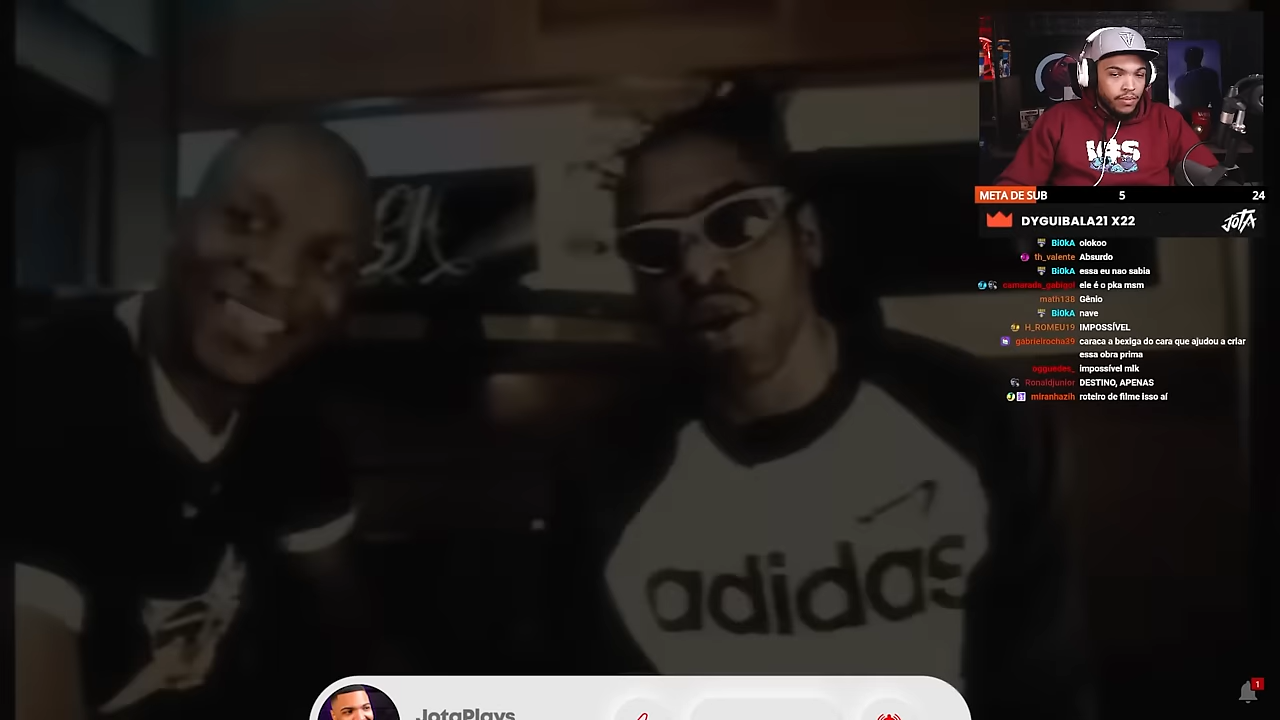 adidas
META DE SUB 5 24
DYGUIBALA21 X22
JOTA
Bi0kA olokoo
th_valente Absurdo
Bi0kA essa eu nao sabia
camarada_gabigol ele é o pka msm
math138 Gênio
Bi0kA nave
H_ROMEU19 IMPOSSÍVEL
gabrielrocha39 caraca a bexiga do cara que ajudou a criar
essa obra prima
ogguedes_ impossível mlk
Ronaldjunior DESTINO, APENAS
miranhazih roteiro de filme isso aí
JotaPlays
1